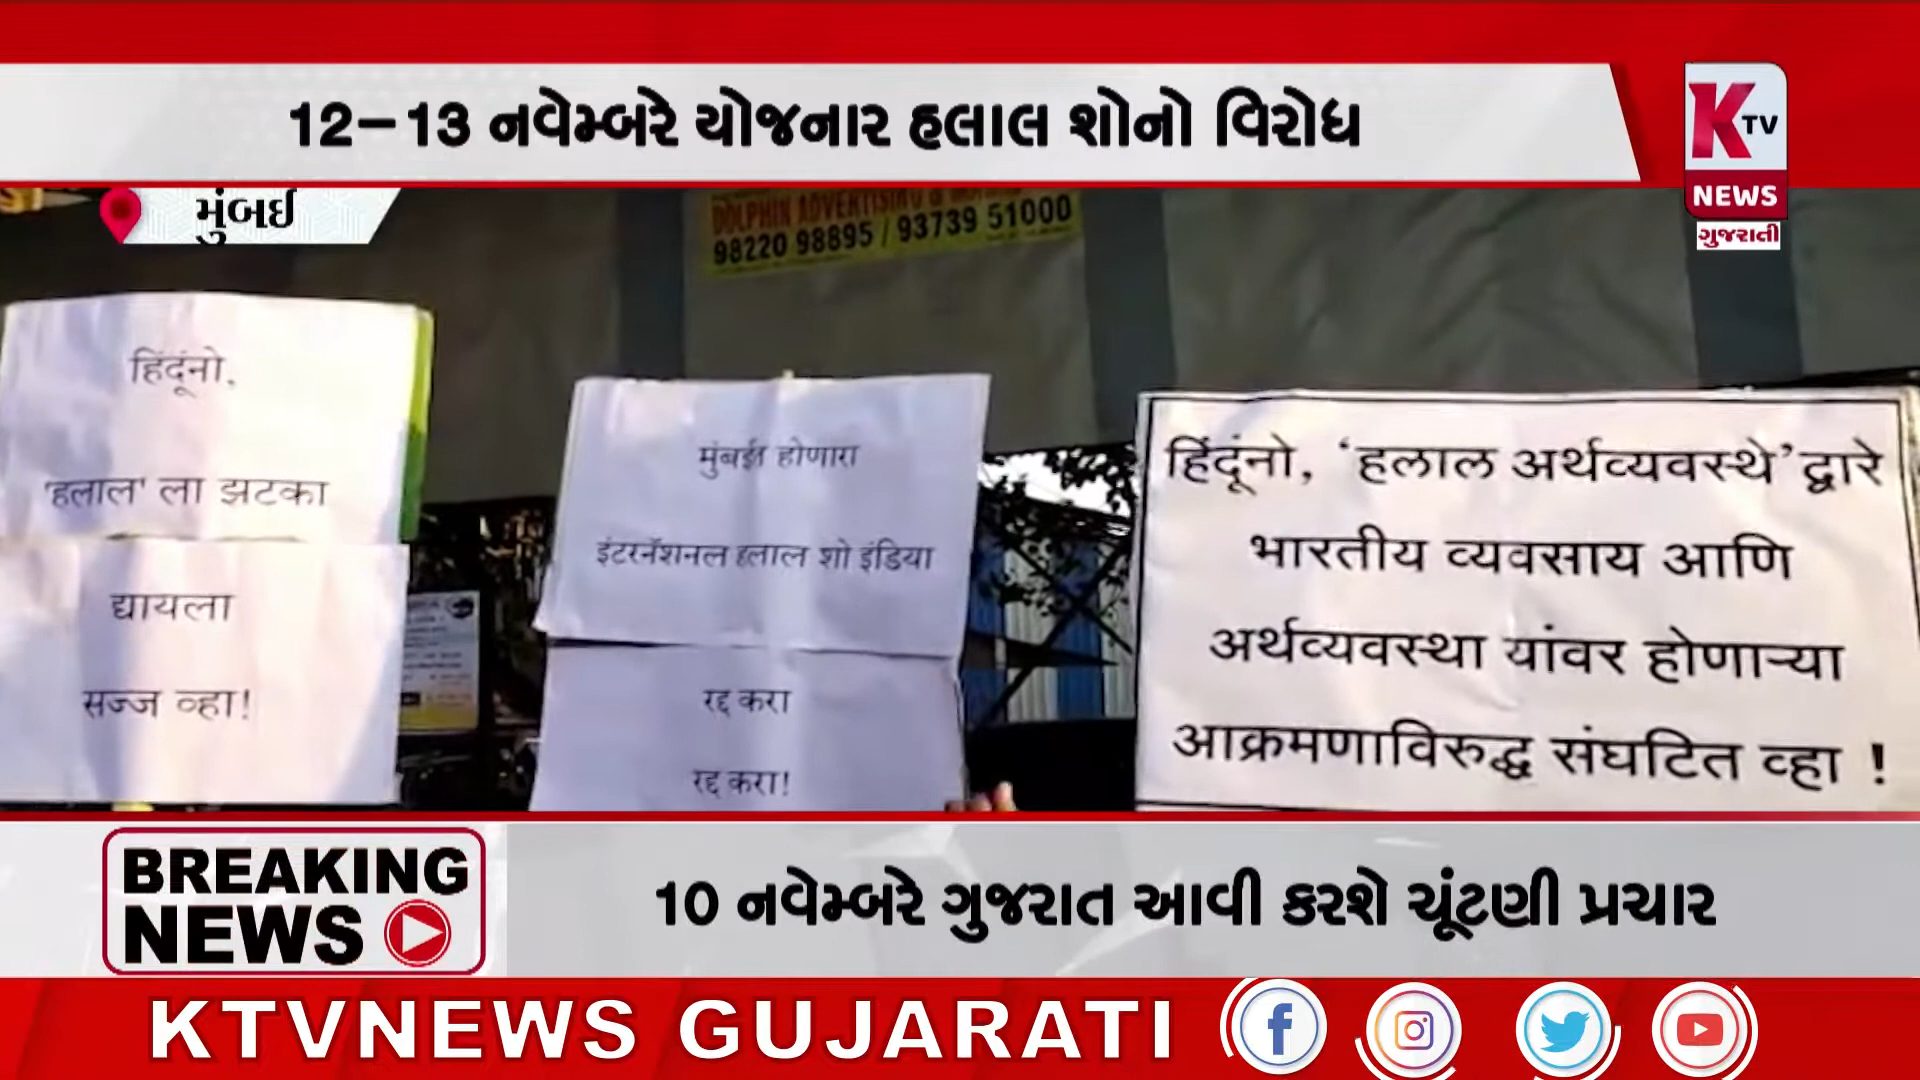 12–13 નવેમ્બરે યોજનાર હલાલ શોનો વિરોધ
K TV
NEWS
ગુજરાતી
મુંબઈ
DOLPHIN ADVERTISING &
98220 98895 / 93739 51000
हिंदूंनो,
'हलाल' ला झटका
द्यायला
सज्ज व्हा!
मुंबईत होणारा
इंटरनॅशनल हलाल शो इंडिया
रद्द करा
रद्द करा!
हिंदूंनो, ‘हलाल अर्थव्यवस्थे’द्वारे
भारतीय व्यवसाय आणि
अर्थव्यवस्था यांवर होणाऱ्या
आक्रमणाविरुद्ध संघटित व्हा !
BREAKING
NEWS
10 નવેમ્બરે ગુજરાત આવી કરશે ચૂંટણી પ્રચાર
KTVNEWS GUJARATI